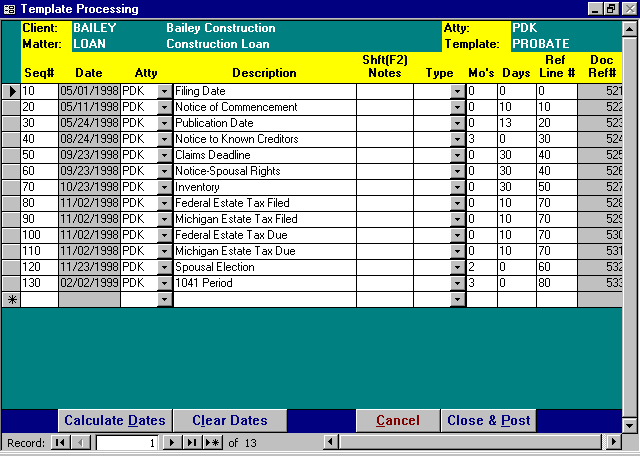 Template Processing
Client: BAILEY Bailey Construction Atty: PDK
Matter: LOAN Construction Loan Template: PROBATE
Shft(F2) Ref Doc
Seq# Date Atty Description Notes Type Mo's Days Line # Ref#
10 05/01/1998 PDK Filing Date 0 0 0 521
20 05/11/1998 PDK Notice of Commencement 0 10 10 522
30 05/24/1998 PDK Publication Date 0 13 20 523
40 08/24/1998 PDK Notice to Known Creditors 3 0 30 524
50 09/23/1998 PDK Claims Deadline 0 30 40 525
60 09/23/1998 PDK Notice-Spousal Rights 0 30 40 526
70 10/23/1998 PDK Inventory 0 30 50 527
80 11/02/1998 PDK Federal Estate Tax Filed 0 10 70 528
90 11/02/1998 PDK Michigan Estate Tax Filed 0 10 70 529
100 11/02/1998 PDK Federal Estate Tax Due 0 10 70 530
110 11/02/1998 PDK Michigan Estate Tax Due 0 10 70 531
120 11/23/1998 PDK Spousal Election 2 0 60 532
130 02/02/1999 PDK 1041 Period 3 0 80 533
Calculate Dates Clear Dates Cancel Close & Post
Record: 1 of 13